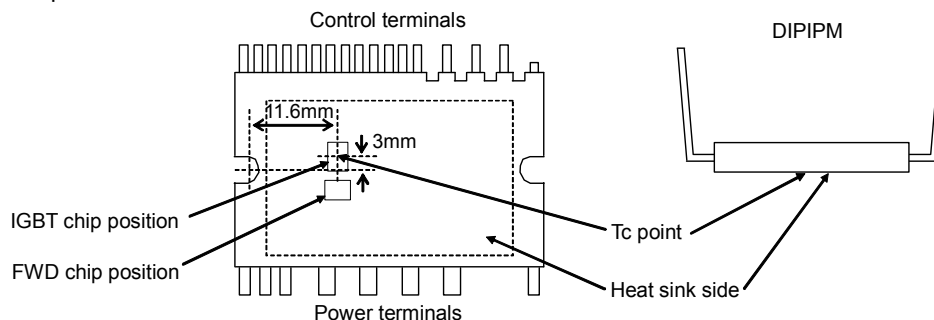 Control terminals
DIPIPM
11.6mm
3mm
IGBT chip position
Tc point
FWD chip position
Heat sink side
Power terminals